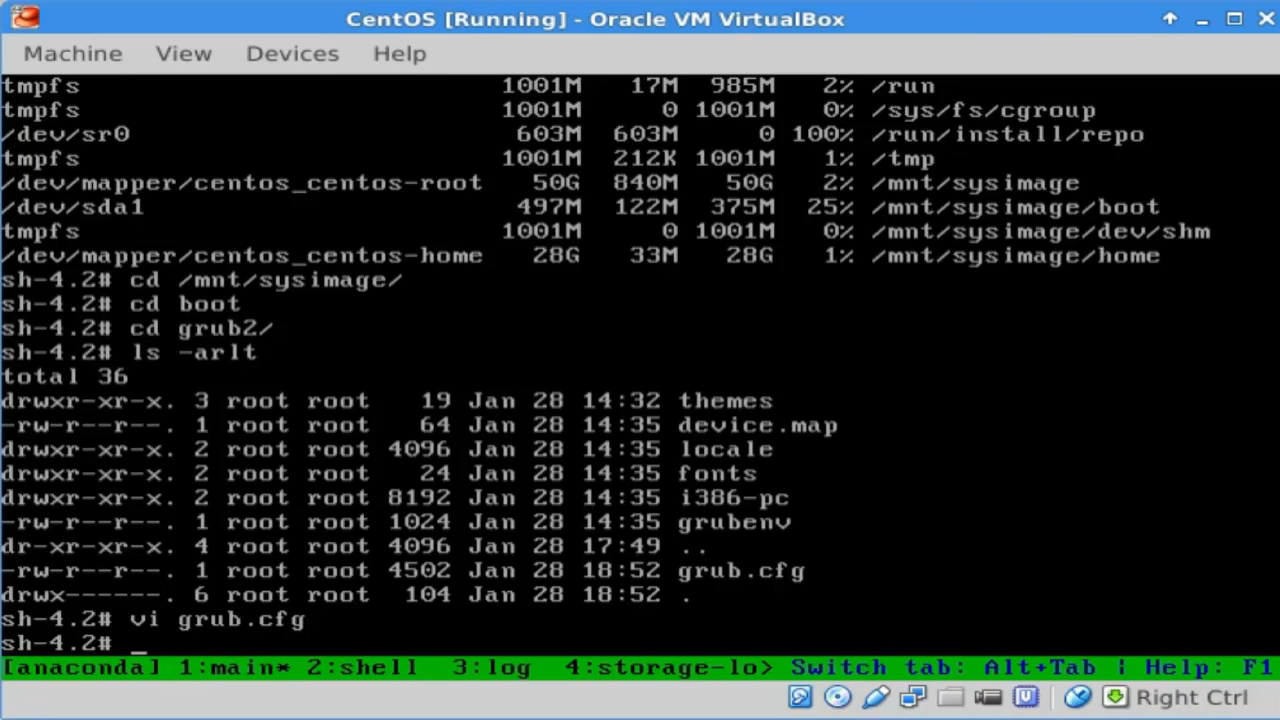 CentOS [Running] - Oracle VM VirtualBox
Machine View Devices Help
tmpfs 1001M 17M 985M 2% /run
tmpfs 1001M 0 1001M 0% /sys/fs/cgroup
/dev/sr0 603M 603M 0 100% /run/install/repo
tmpfs 1001M 212K 1001M 1% /tmp
/dev/mapper/centos_centos-root 50G 840M 50G 2% /mnt/sysimage
/dev/sda1 497M 122M 375M 25% /mnt/sysimage/boot
tmpfs 1001M 0 1001M 0% /mnt/sysimage/dev/shm
/dev/mapper/centos_centos-home 28G 33M 28G 1% /mnt/sysimage/home
sh-4.2# cd /mnt/sysimage/
sh-4.2# cd boot
sh-4.2# cd grub2/
sh-4.2# ls -arlt
total 36
drwxr-xr-x. 3 root root 19 Jan 28 14:32 themes
-rw-r--r--. 1 root root 64 Jan 28 14:35 device.map
drwxr-xr-x. 2 root root 4096 Jan 28 14:35 locale
drwxr-xr-x. 2 root root 24 Jan 28 14:35 fonts
drwxr-xr-x. 2 root root 8192 Jan 28 14:35 i386-pc
-rw-r--r--. 1 root root 1024 Jan 28 14:35 grubenv
dr-xr-xr-x. 4 root root 4096 Jan 28 17:49 ..
-rw-r--r--. 1 root root 4502 Jan 28 18:52 grub.cfg
drwx------. 6 root root 104 Jan 28 18:52 .
sh-4.2# vi grub.cfg
sh-4.2# _
[anaconda] 1:main* 2:shell 3:log 4:storage-lo> Switch tab: Alt+Tab | Help: F1
Right Ctrl